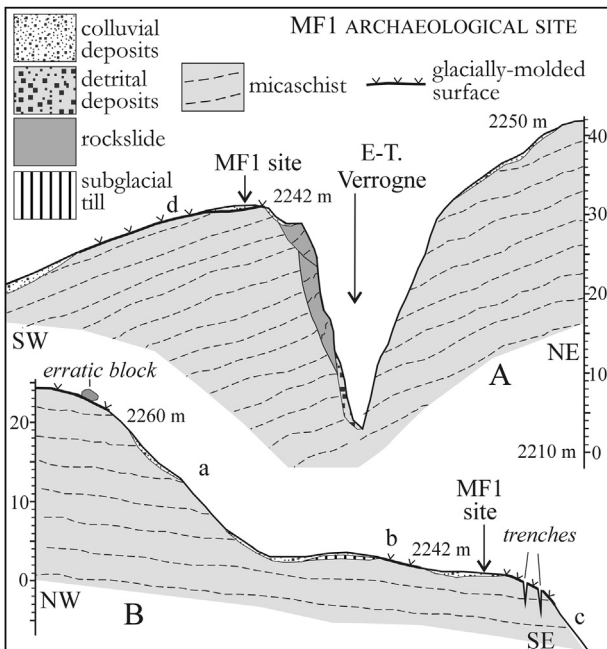 MF1 ARCHAEOLOGICAL SITE
colluvial
deposits
detrital
deposits
rockslide
subglacial
till
micaschist
glacially-molded
surface
MF1 site
E-T.
Verrogne
2250 m
2242 m
d
40
30
20
10
0
SW
NE
A
2210 m
erratic block
2260 m
20
10
0
a
b
2242 m
MF1
site
trenches
NW
B
SE
c